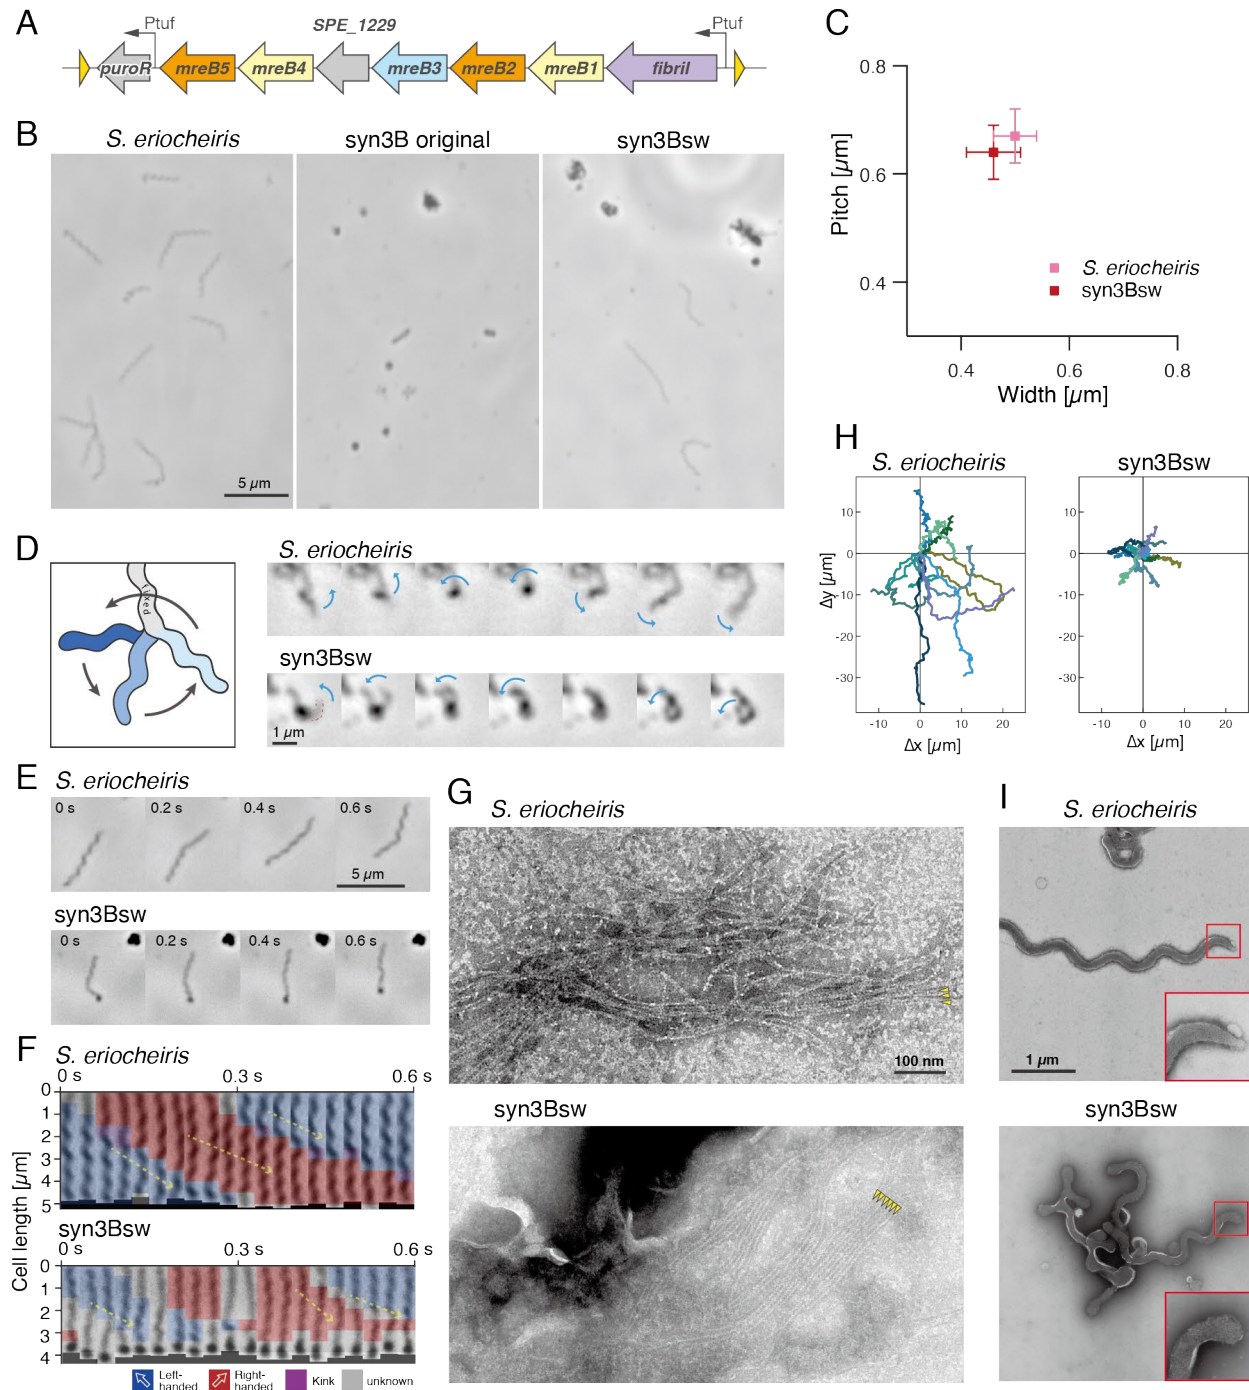 A
Ptuf
SPE_1229
Ptuf
puroR
mreB5
mreB4
mreB3
mreB2
mreB1
fibril
B
S. eriocheiris
syn3B original
syn3Bsw
5 µm
C
0.8
0.6
0.4
Pitch [µm]
S. eriocheiris
syn3Bsw
0.4
0.6
0.8
Width [µm]
D
fixed
S. eriocheiris
syn3Bsw
1 µm
H
S. eriocheiris
syn3Bsw
10
0
-10
-20
-30
Δy [µm]
-10
0
10
20
Δx [µm]
10
0
-10
-20
-30
-10
0
10
20
Δx [µm]
E
S. eriocheiris
0 s
0.2 s
0.4 s
0.6 s
5 µm
syn3Bsw
0 s
0.2 s
0.4 s
0.6 s
F
S. eriocheiris
0 s
0.3 s
0.6 s
0
1
2
3
4
5
Cell length [µm]
syn3Bsw
0 s
0.3 s
0.6 s
0
1
2
3
4
Left-
handed
Right-
handed
Kink
unknown
G
S. eriocheiris
100 nm
syn3Bsw
I
S. eriocheiris
1 µm
syn3Bsw